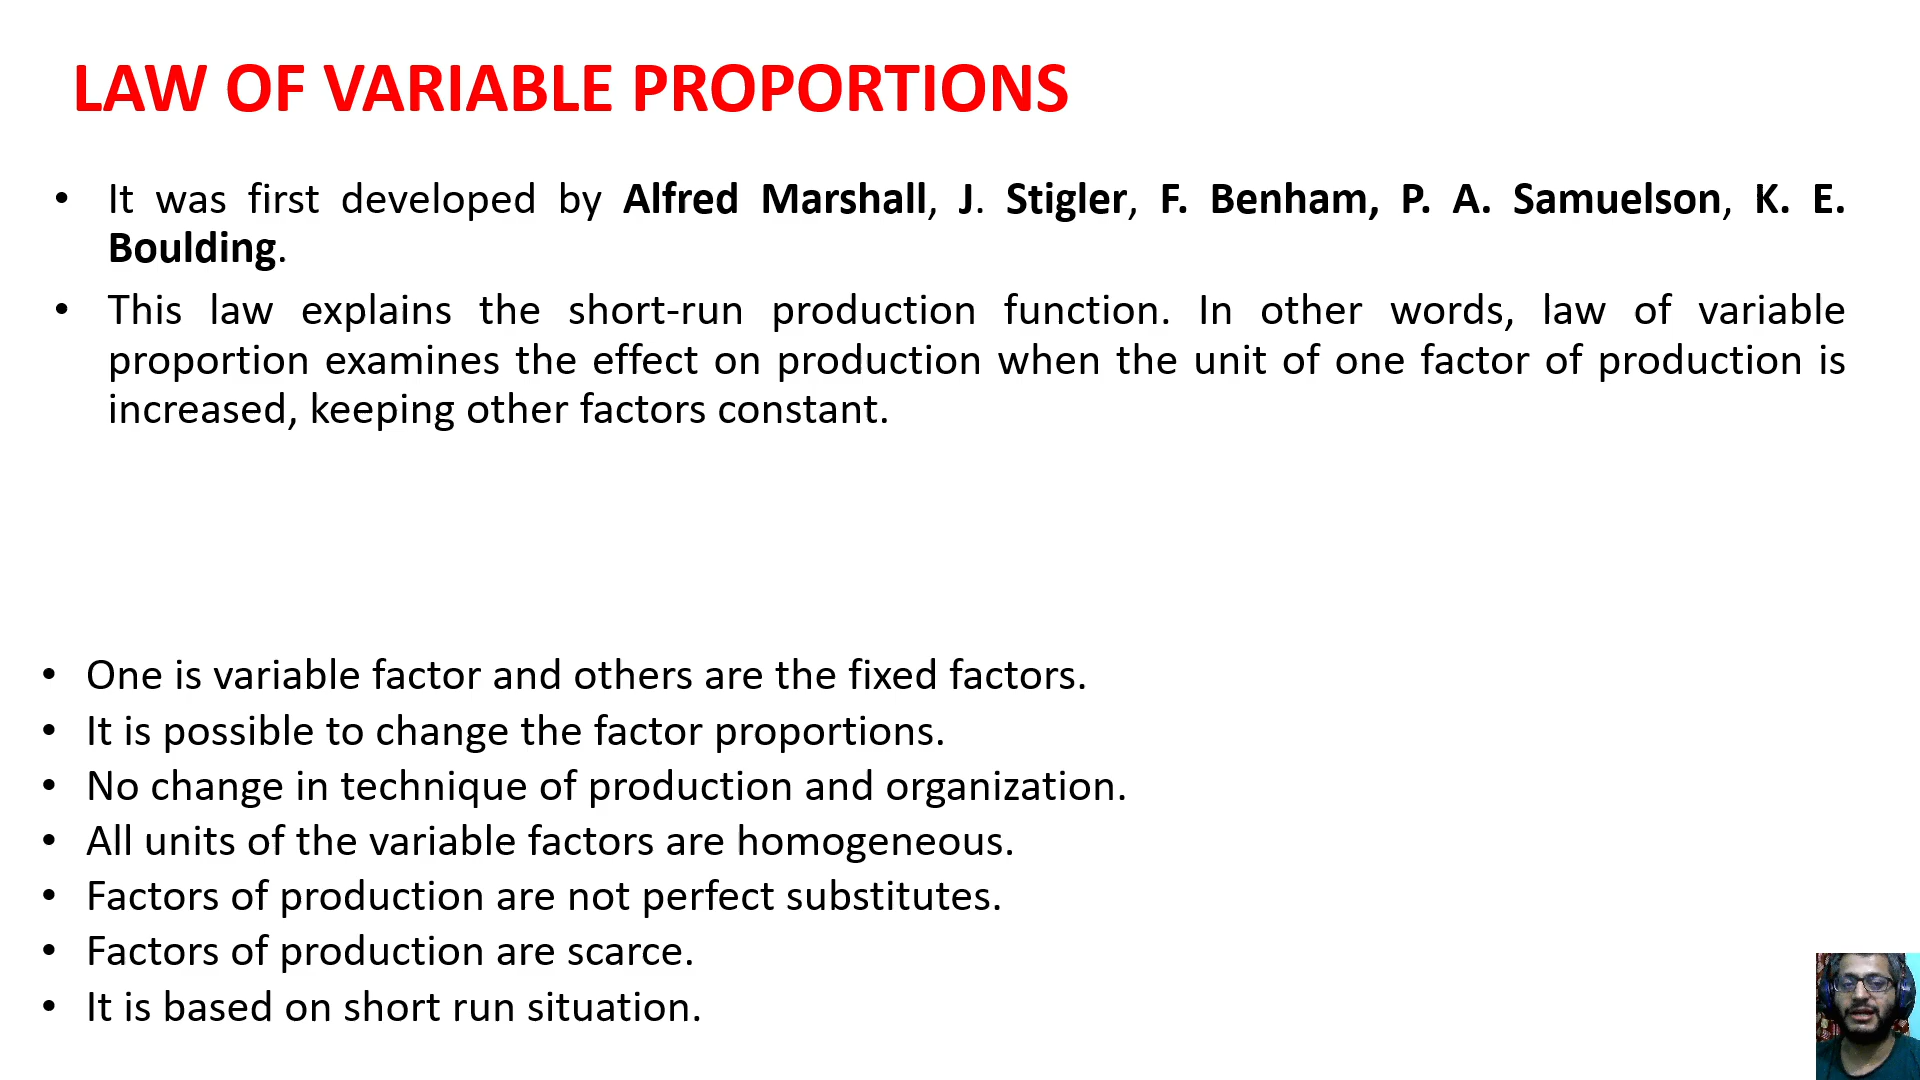 LAW OF VARIABLE PROPORTIONS
• It was first developed by Alfred Marshall, J. Stigler, F. Benham, P. A. Samuelson, K. E.
Boulding.
• This law explains the short-run production function. In other words, law of variable
proportion examines the effect on production when the unit of one factor of production is
increased, keeping other factors constant.
• One is variable factor and others are the fixed factors.
• It is possible to change the factor proportions.
• No change in technique of production and organization.
• All units of the variable factors are homogeneous.
• Factors of production are not perfect substitutes.
• Factors of production are scarce.
• It is based on short run situation.